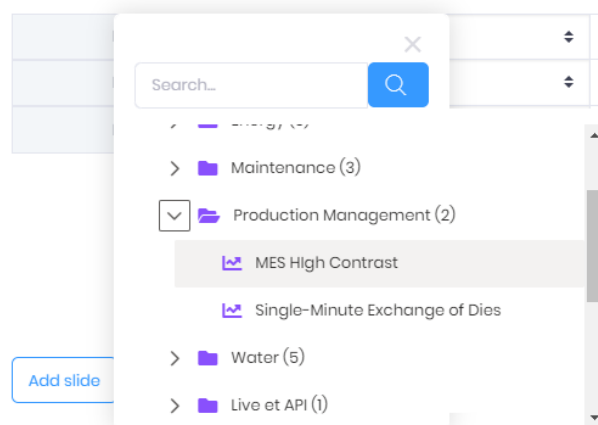 Search...
Maintenance (3)
Production Management (2)
MES HIgh Contrast
Single-Minute Exchange of Dies
Water (5)
Add slide
Live et API (1)